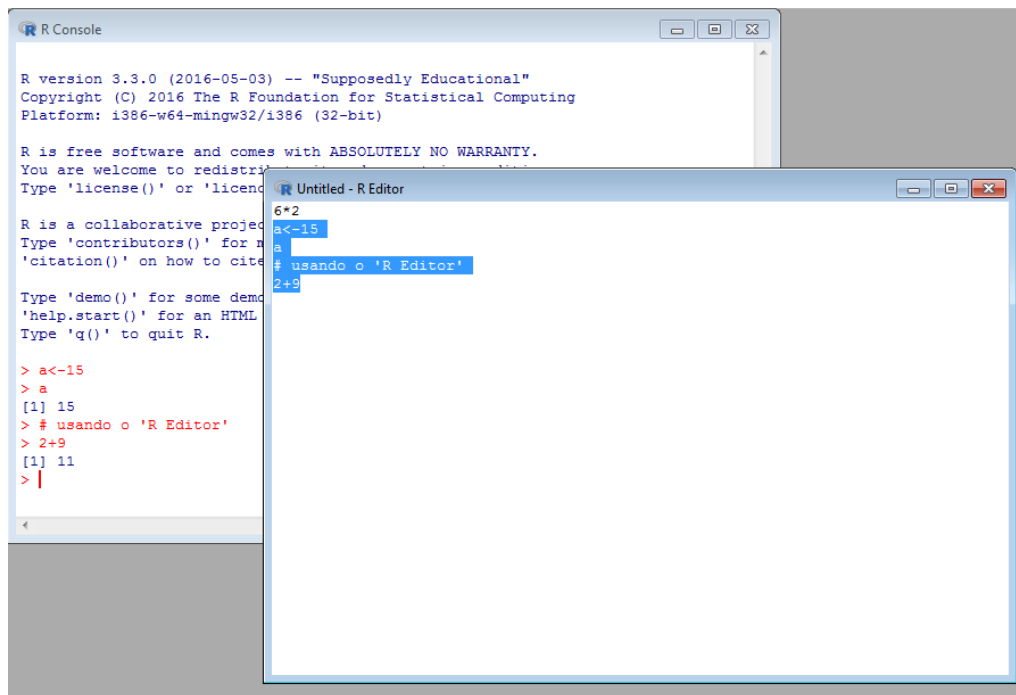 R Console
R version 3.3.0 (2016-05-03) -- "Supposedly Educational"
Copyright (C) 2016 The R Foundation for Statistical Computing
Platform: i386-w64-mingw32/i386 (32-bit)
R is free software and comes with ABSOLUTELY NO WARRANTY.
You are welcome to
Type 'license()' or
R is a collaborative
Type 'contributors()' for
'citation()' on how to cite
Type 'demo()' for some
'help.start()' for an HTML
Type 'q()' to quit R.
> a<-15
> a
[1] 15
> # usando o 'R Editor'
> 2+9
[1] 11
>
Untitled - R Editor
6*2
a<-15
a
# usando o 'R Editor'
2+9